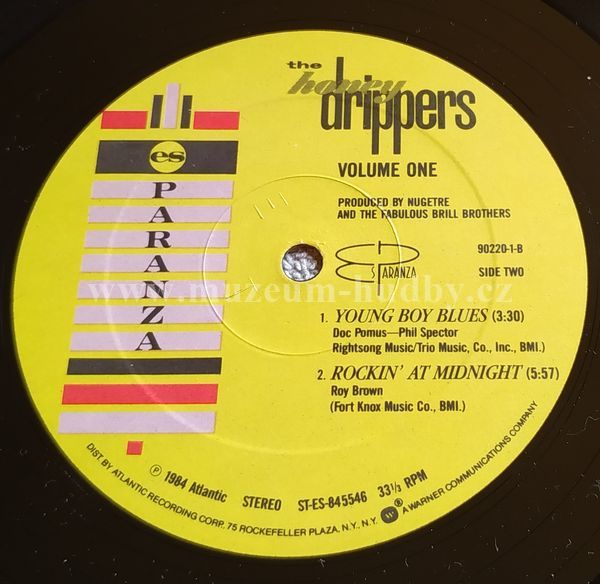 the
honey
drippers
VOLUME ONE
PRODUCED BY NUGETRE
AND THE FABULOUS BRILL BROTHERS
es
PARANZA
ES PARANZA
90220-1-B
SIDE TWO
www.muzeum-hudby.cz
1. YOUNG BOY BLUES (3:30)
Doc Pomus—Phil Spector
Rightsong Music/Trio Music, Co., Inc., BMI.)
2. ROCKIN' AT MIDNIGHT (5:57)
Roy Brown
(Fort Knox Music Co., BMI.)
℗ 1984 Atlantic STEREO ST-ES-845546 33⅓ RPM
DIST. BY ATLANTIC RECORDING CORP. 75 ROCKEFELLER PLAZA, N.Y., N.Y. ® A WARNER COMMUNICATIONS COMPANY